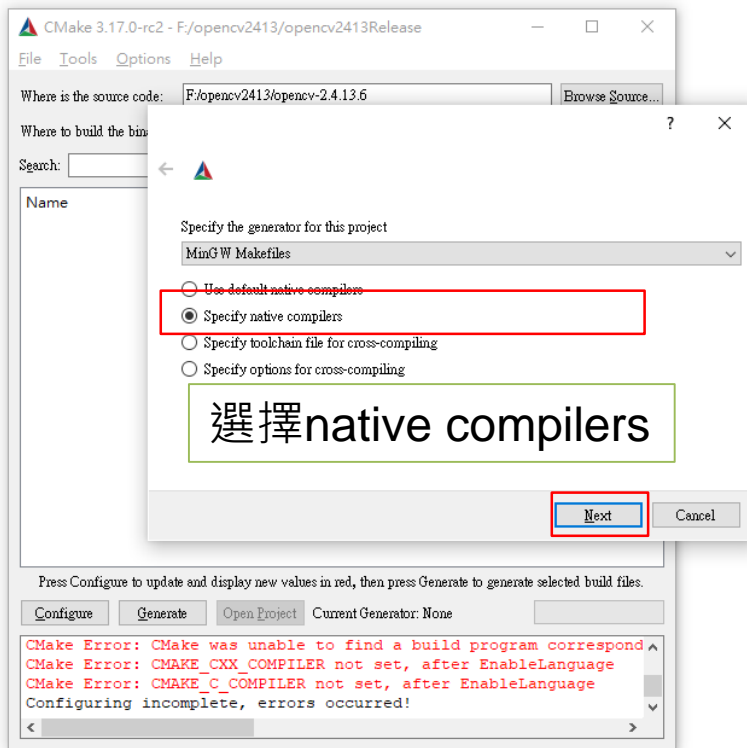 CMake 3.17.0-rc2 - F:/opencv2413/opencv2413Release
File Tools Options Help
Where is the source code: F:/opencv2413/opencv-2.4.13.6 Browse Source...
Where to build the bin
Search:
Name
?
Specify the generator for this project
MinGW Makefiles
Use default native compilers
Specify native compilers
Specify toolchain file for cross-compiling
Specify options for cross-compiling
選擇native compilers
Next Cancel
Press Configure to update and display new values in red, then press Generate to generate selected build files.
Configure Generate Open Project Current Generator: None
CMake Error: CMake was unable to find a build program correspond
CMake Error: CMAKE_CXX_COMPILER not set, after EnableLanguage
CMake Error: CMAKE_C_COMPILER not set, after EnableLanguage
Configuring incomplete, errors occurred!